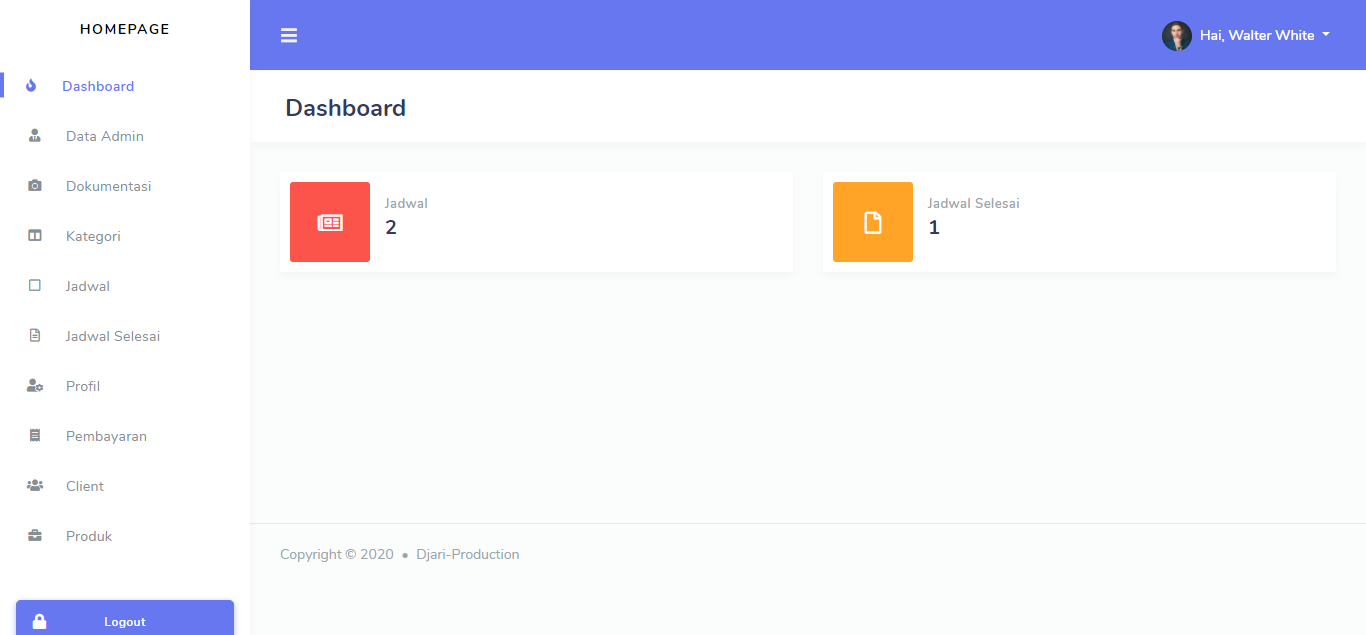 HOMEPAGE
Hai, Walter White
Dashboard
Data Admin
Dokumentasi
Kategori
Jadwal
Jadwal Selesai
Profil
Pembayaran
Client
Produk
Logout
Dashboard
Jadwal
2
Jadwal Selesai
1
Copyright © 2020 • Djari-Production